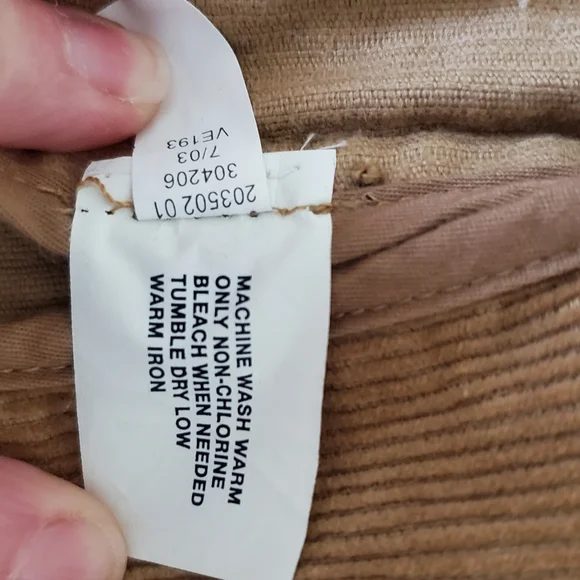 203502 01
304206
7/03
VE193
MACHINE WASH WARM
ONLY NON-CHLORINE
BLEACH WHEN NEEDED
TUMBLE DRY LOW
WARM IRON